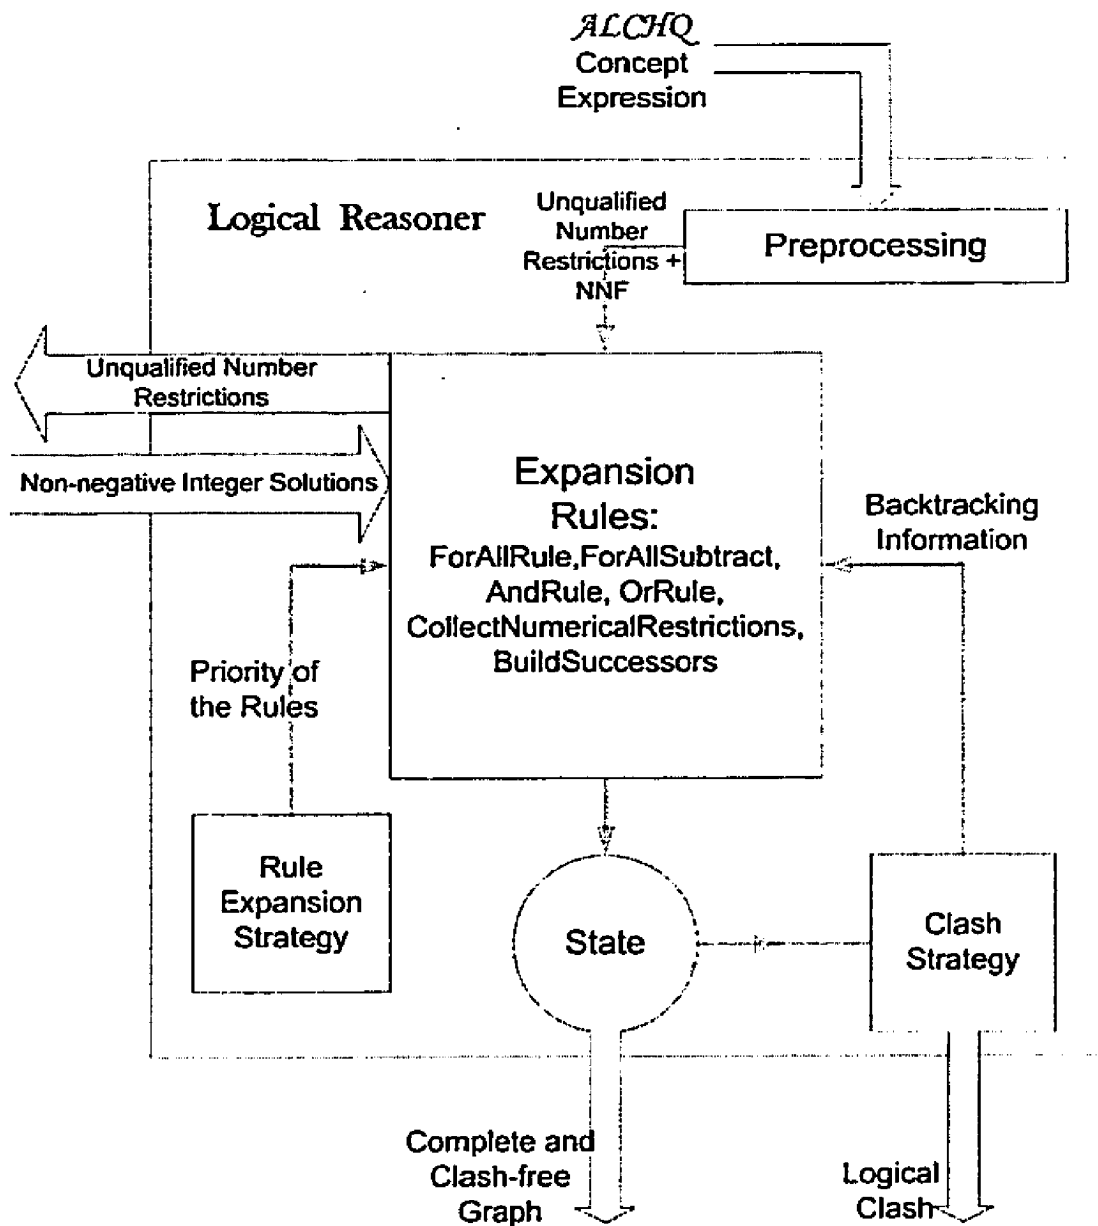 ALCHQ
Concept
Expression
Logical Reasoner
Unqualified
Number
Restrictions +
NNF
Preprocessing
Unqualified Number
Restrictions
Non-negative Integer Solutions
Expansion
Rules:
ForAllRule,ForAllSubtract,
AndRule, OrRule,
CollectNumericalRestrictions,
BuildSuccessors
Backtracking
Information
Priority of
the Rules
Rule
Expansion
Strategy
State
Clash
Strategy
Complete and
Clash-free
Graph
Logical
Clash